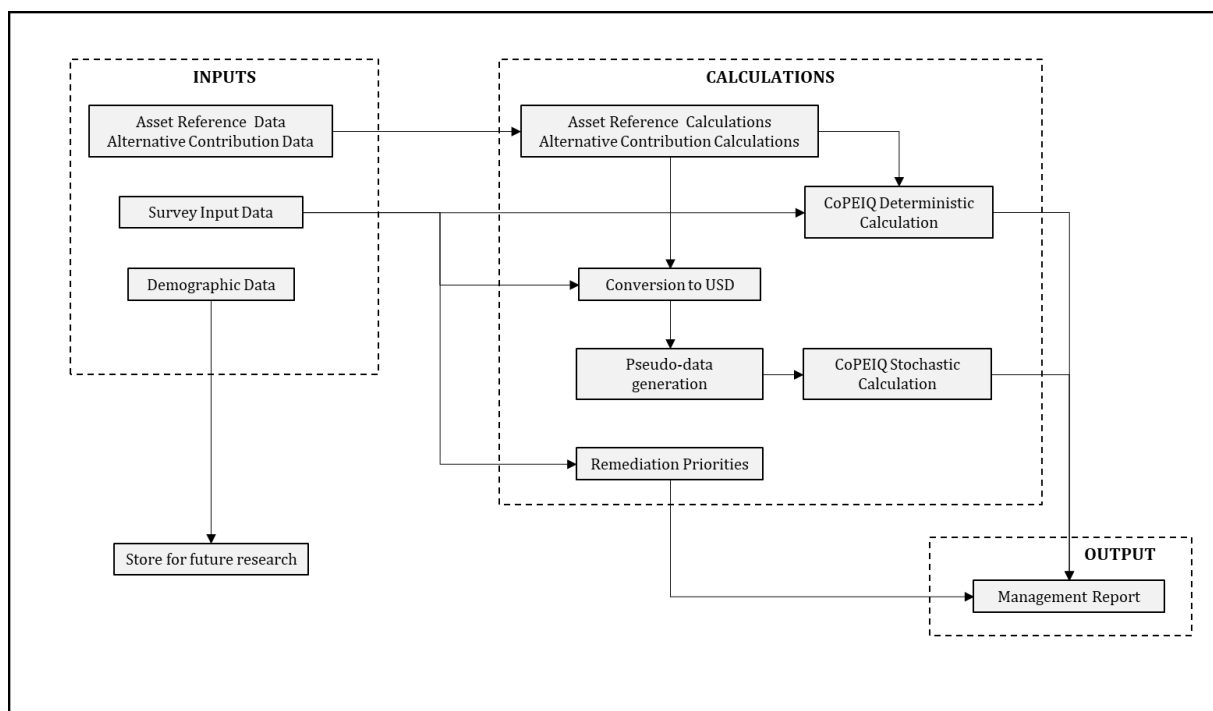 INPUTS
Asset Reference Data
Alternative Contribution Data
Survey Input Data
Demographic Data
Store for future research
CALCULATIONS
Asset Reference Calculations
Alternative Contribution Calculations
CoPEIQ Deterministic
Calculation
Conversion to USD
Pseudo-data
generation
CoPEIQ Stochastic
Calculation
Remediation Priorities
OUTPUT
Management Report